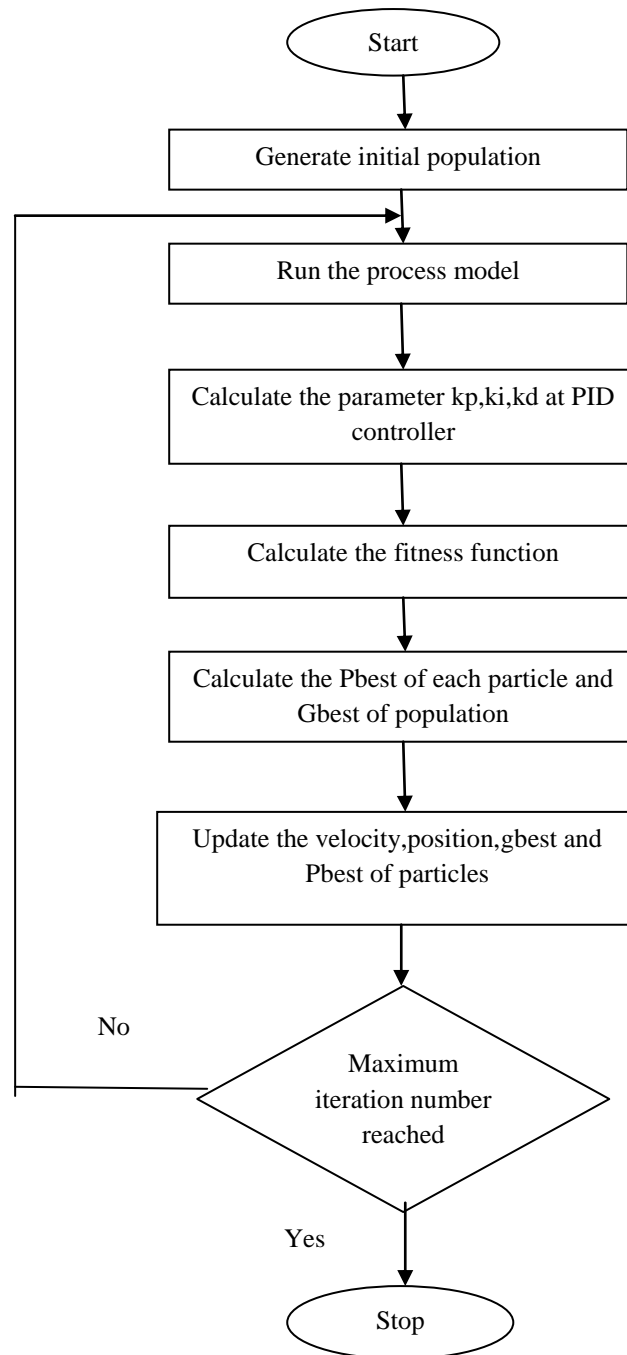 Start
Generate initial population
Run the process model
Calculate the parameter kp,ki,kd at PID
controller
Calculate the fitness function
Calculate the Pbest of each particle and
Gbest of population
Update the velocity,position,gbest and
Pbest of particles
No
Maximum
iteration number
reached
Yes
Stop